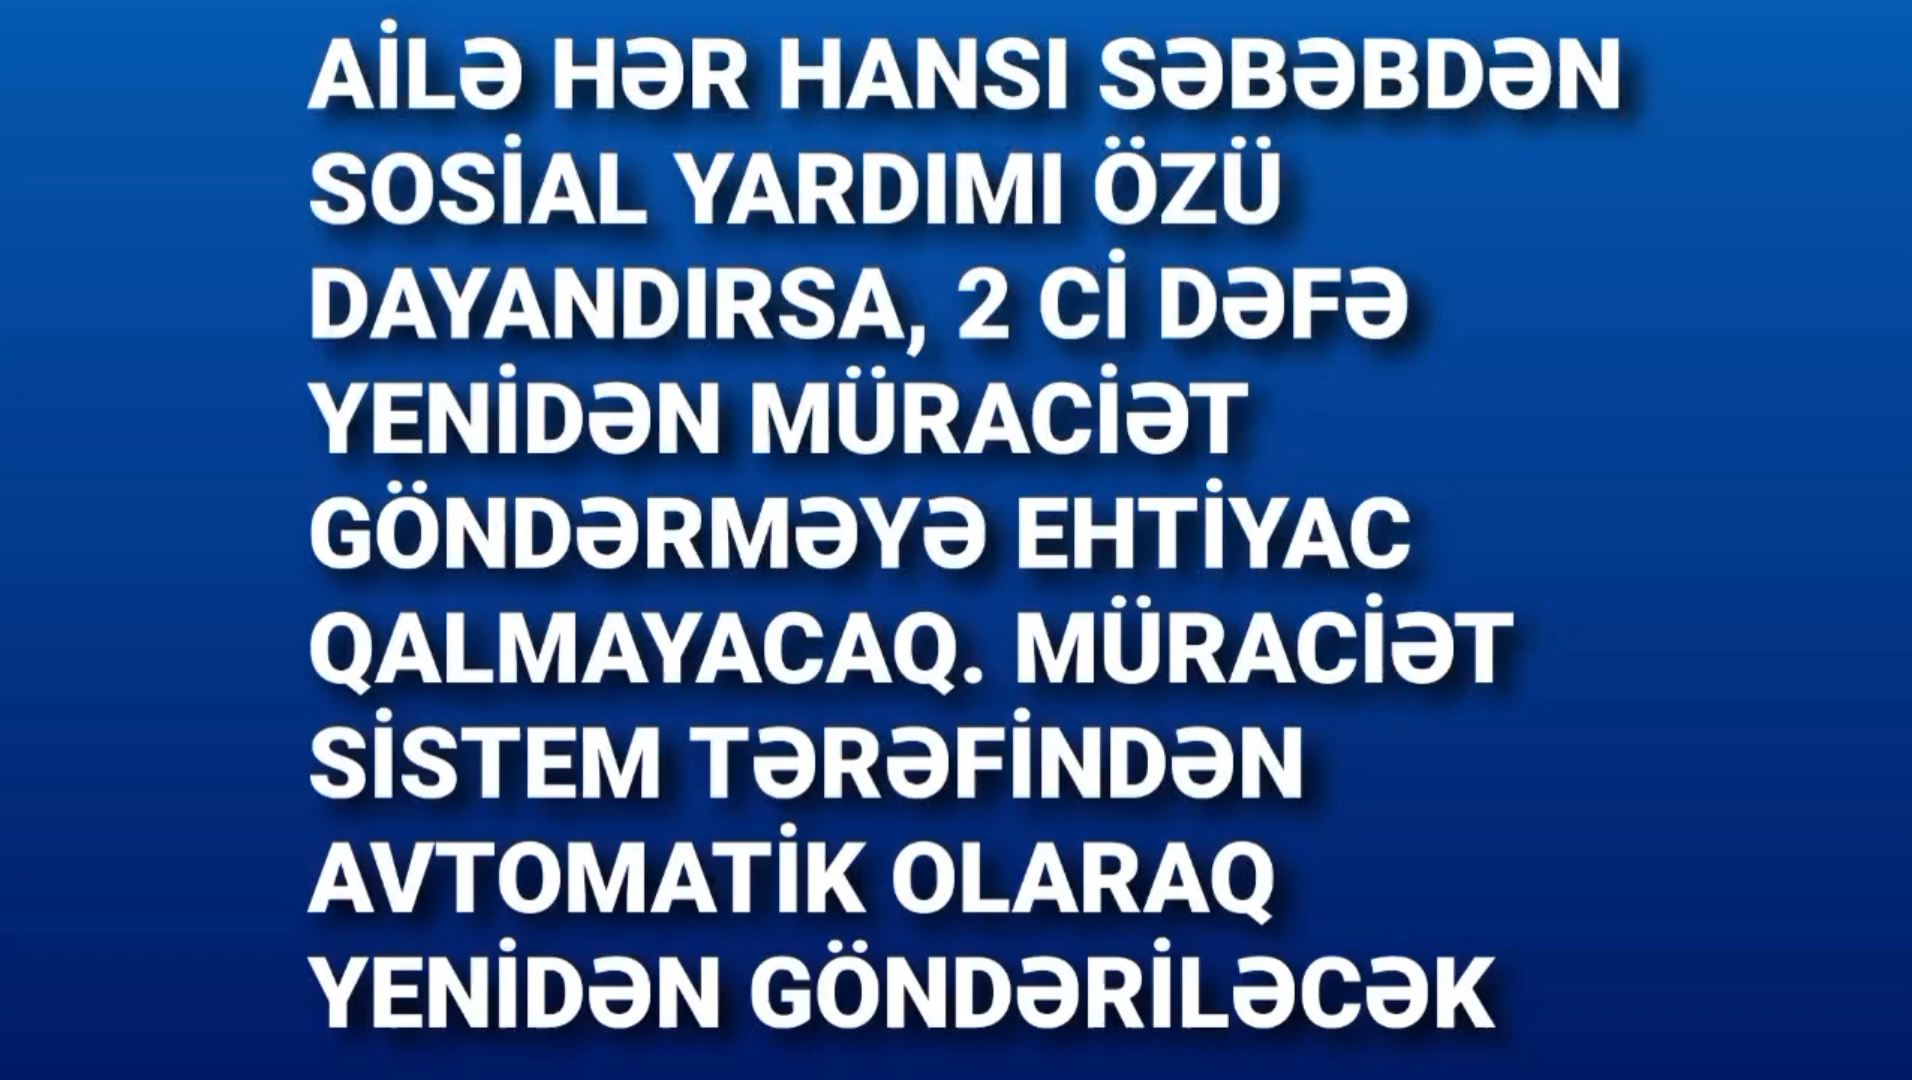 AİLƏ HƏR HANSI SƏBƏBDƏN
SOSİAL YARDIMI ÖZÜ
DAYANDIRSA, 2 Cİ DƏFƏ
YENİDƏN MÜRACİƏT
GÖNDƏRMƏYƏ EHTİYAC
QALMAYACAQ. MÜRACİƏT
SİSTEM TƏRƏFİNDƏN
AVTOMATİK OLARAQ
YENİDƏN GÖNDƏRİLƏCƏK